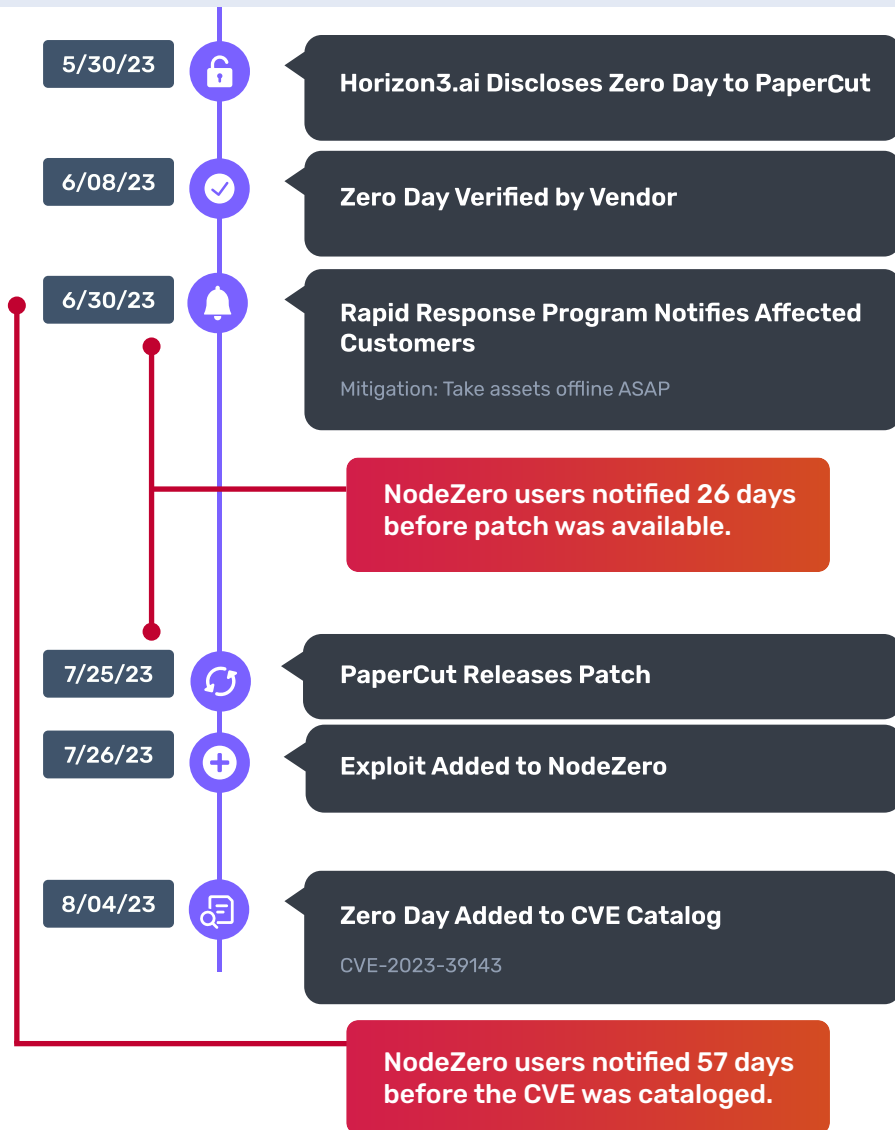 5/30/23
Horizon3.ai Discloses Zero Day to PaperCut
6/08/23
Zero Day Verified by Vendor
6/30/23
Rapid Response Program Notifies Affected
Customers
Mitigation: Take assets offline ASAP
NodeZero users notified 26 days
before patch was available.
7/25/23
PaperCut Releases Patch
7/26/23
Exploit Added to NodeZero
8/04/23
Zero Day Added to CVE Catalog
CVE-2023-39143
NodeZero users notified 57 days
before the CVE was cataloged.